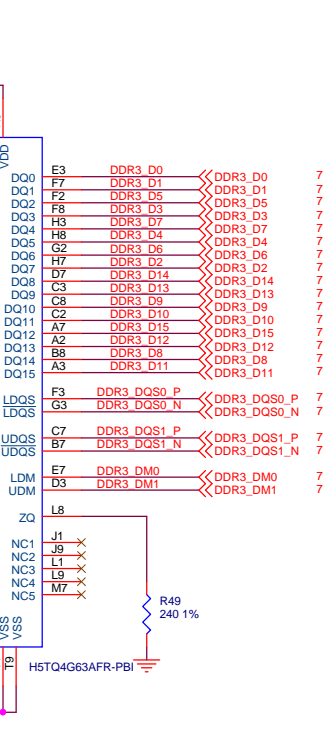 VDD
DQ0 E3 DDR3_D0 DDR3_D0 7
DQ1 F7 DDR3_D1 DDR3_D1 7
DQ2 F2 DDR3_D5 DDR3_D5 7
DQ3 F8 DDR3_D3 DDR3_D3 7
DQ4 H3 DDR3_D7 DDR3_D7 7
DQ5 H8 DDR3_D4 DDR3_D4 7
DQ6 G2 DDR3_D6 DDR3_D6 7
DQ7 H7 DDR3_D2 DDR3_D2 7
DQ8 D7 DDR3_D14 DDR3_D14 7
DQ9 C3 DDR3_D13 DDR3_D13 7
DQ10 C8 DDR3_D9 DDR3_D9 7
DQ11 C2 DDR3_D10 DDR3_D10 7
DQ12 A7 DDR3_D15 DDR3_D15 7
DQ13 A2 DDR3_D12 DDR3_D12 7
DQ14 B8 DDR3_D8 DDR3_D8 7
DQ15 A3 DDR3_D11 DDR3_D11 7
LDQS F3 DDR3_DQS0_P DDR3_DQS0_P 7
LDQS G3 DDR3_DQS0_N DDR3_DQS0_N 7
UDQS C7 DDR3_DQS1_P DDR3_DQS1_P 7
UDQS B7 DDR3_DQS1_N DDR3_DQS1_N 7
LDM E7 DDR3_DM0 DDR3_DM0 7
UDM D3 DDR3_DM1 DDR3_DM1 7
ZQ L8
NC1 J1
NC2 J9
NC3 L1
NC4 L9
NC5 M7
R49
240 1%
VSS
VSS
T9
H5TQ4G63AFR-PBI